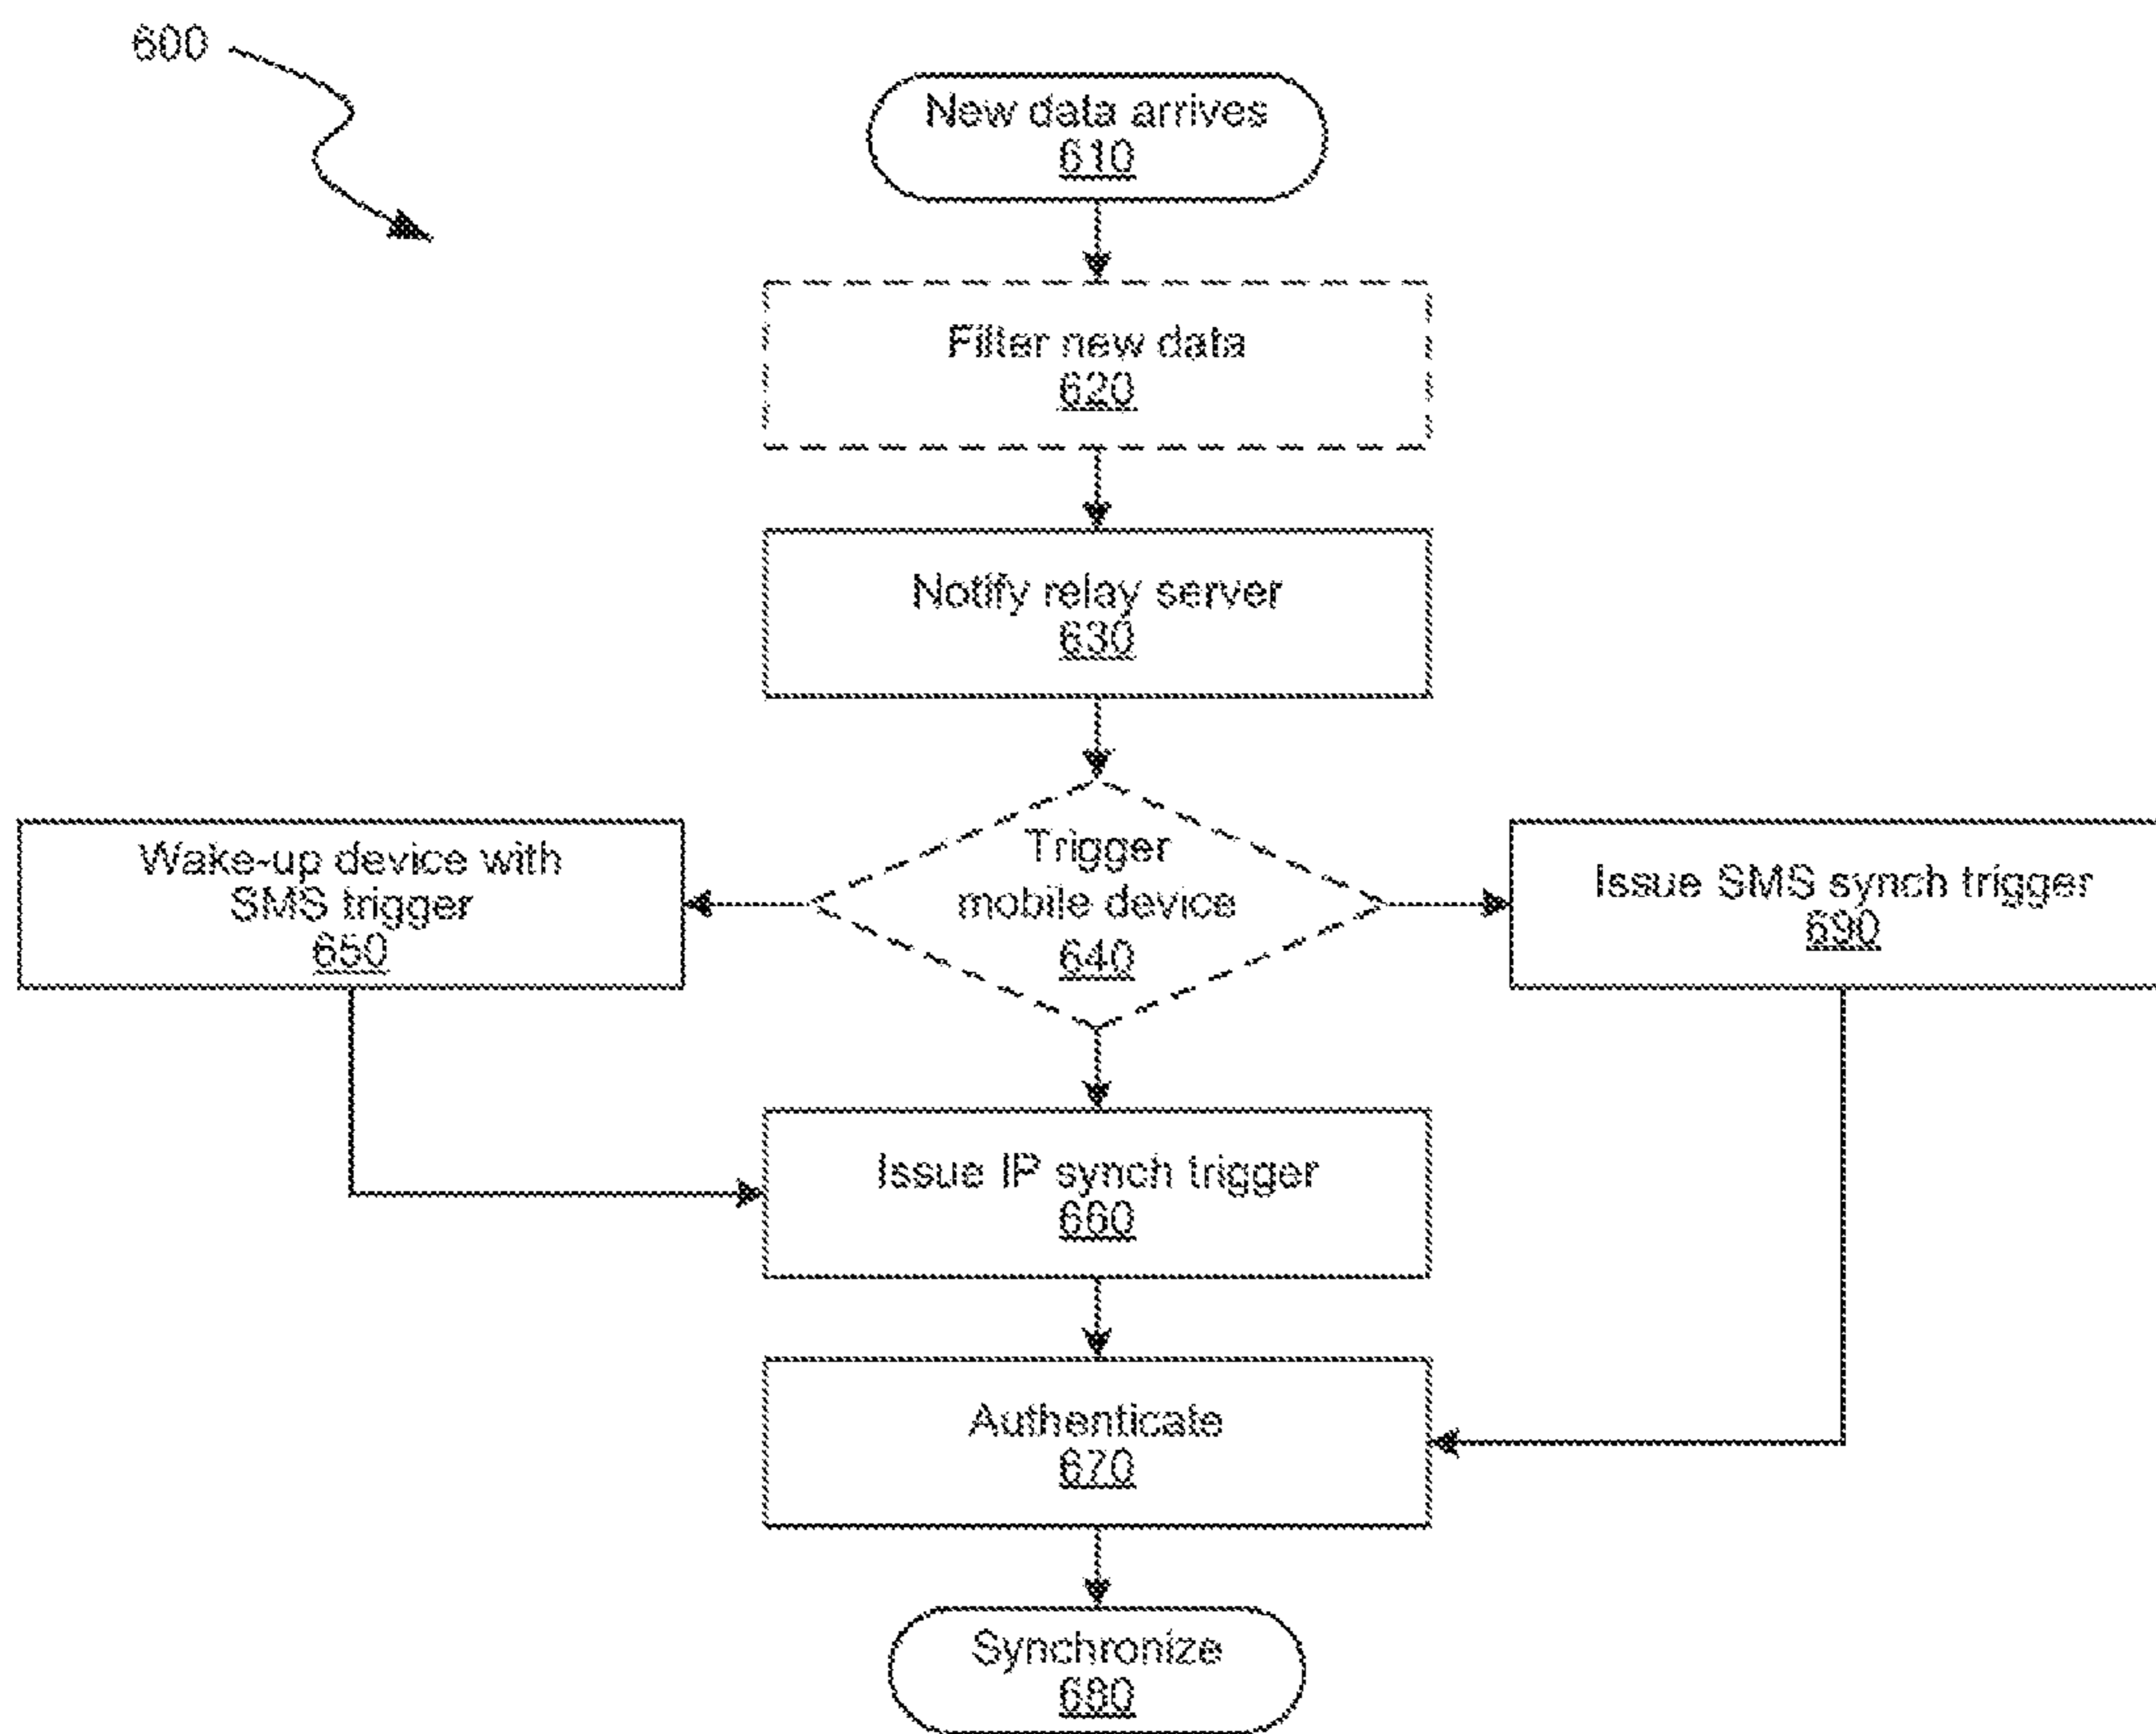 600
New data arrives
610
Filter new data
620
Notify relay server
630
Trigger
mobile device
640
Wake-up device with
SMS trigger
650
Issue SMS synch trigger
690
Issue IP synch trigger
660
Authenticate
670
Synchronize
680